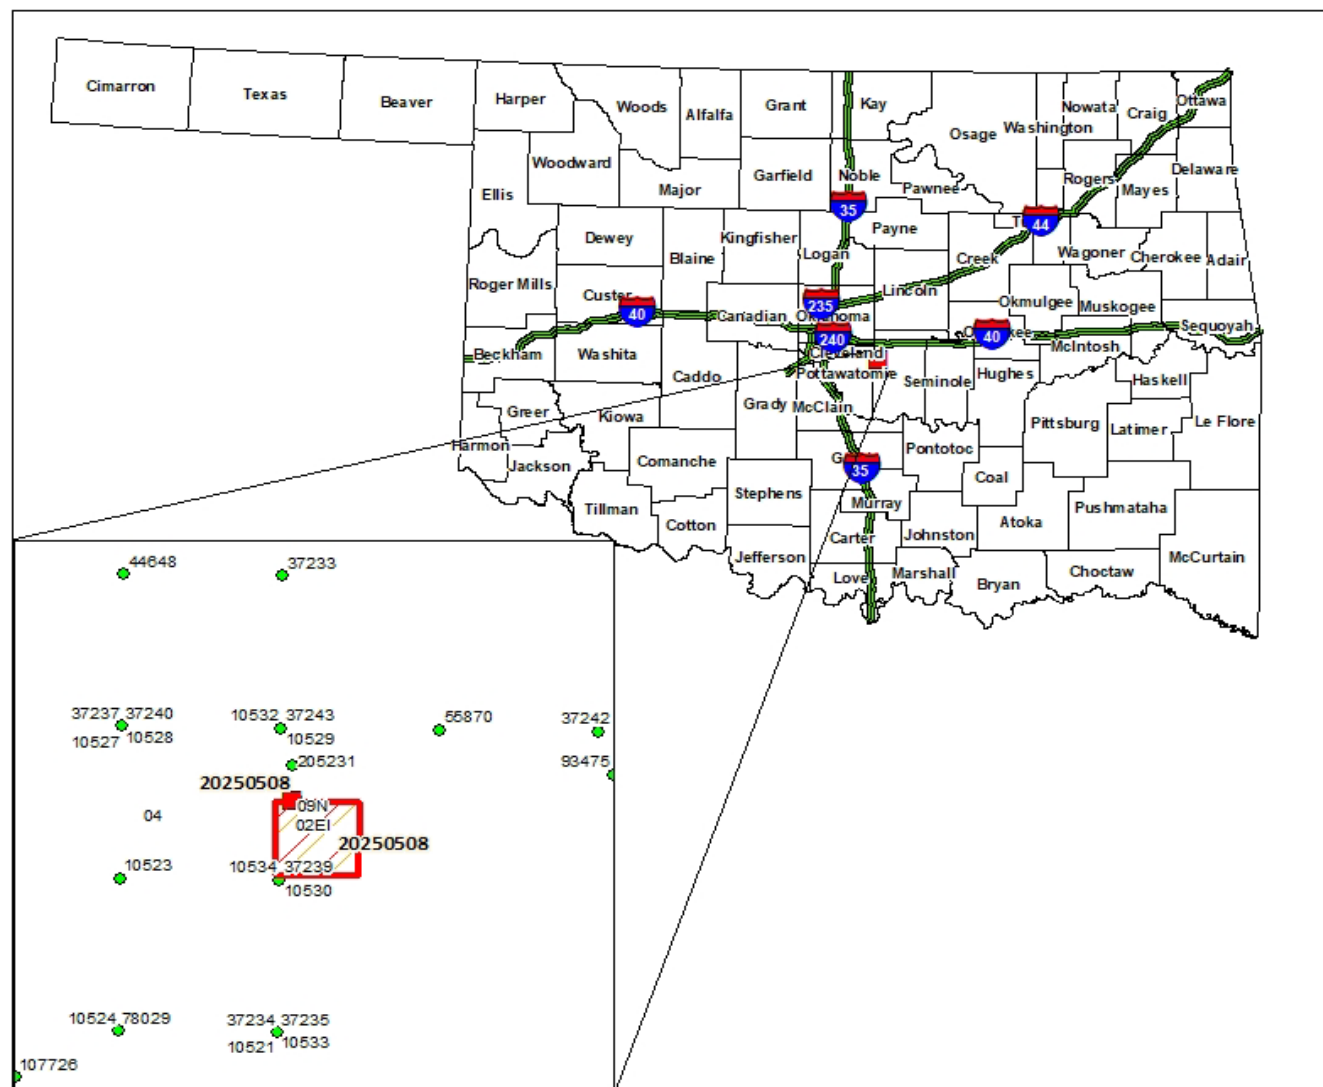 Cimarron
Texas
Beaver
Harper
Woods
Alfalfa
Grant
Kay
Osage
Washington
Nowata
Craig
Ottawa
Ellis
Woodward
Major
Garfield
Noble
Pawnee
Rogers
Mayes
Delaware
35
44
Dewey
Blaine
Kingfisher
Logan
Payne
Creek
Wagoner
Cherokee
Adair
Roger Mills
Custer
40
Canadian
235
Oklahoma
Lincoln
Okmulgee
Muskogee
Sequoyah
Beckham
Washita
Caddo
240
Cleveland
Pottawatomie
Seminole
40
Hughes
McIntosh
Haskell
Greer
Kiowa
Grady
McClain
Pittsburg
Latimer
Le Flore
Harmon
Jackson
Comanche
Stephens
35
Pontotoc
Coal
Tillman
Cotton
Murray
Johnston
Atoka
Pushmataha
Jefferson
Carter
Love
Marshall
Bryan
Choctaw
McCurtain
44648
37233
37237 37240
10527 10528
10532 37243
10529
55870
37242
205231
93475
20250508
09N
04
02EI
20250508
10523
10534 37239
10530
10524 78029
37234 37235
10521 10533
107726